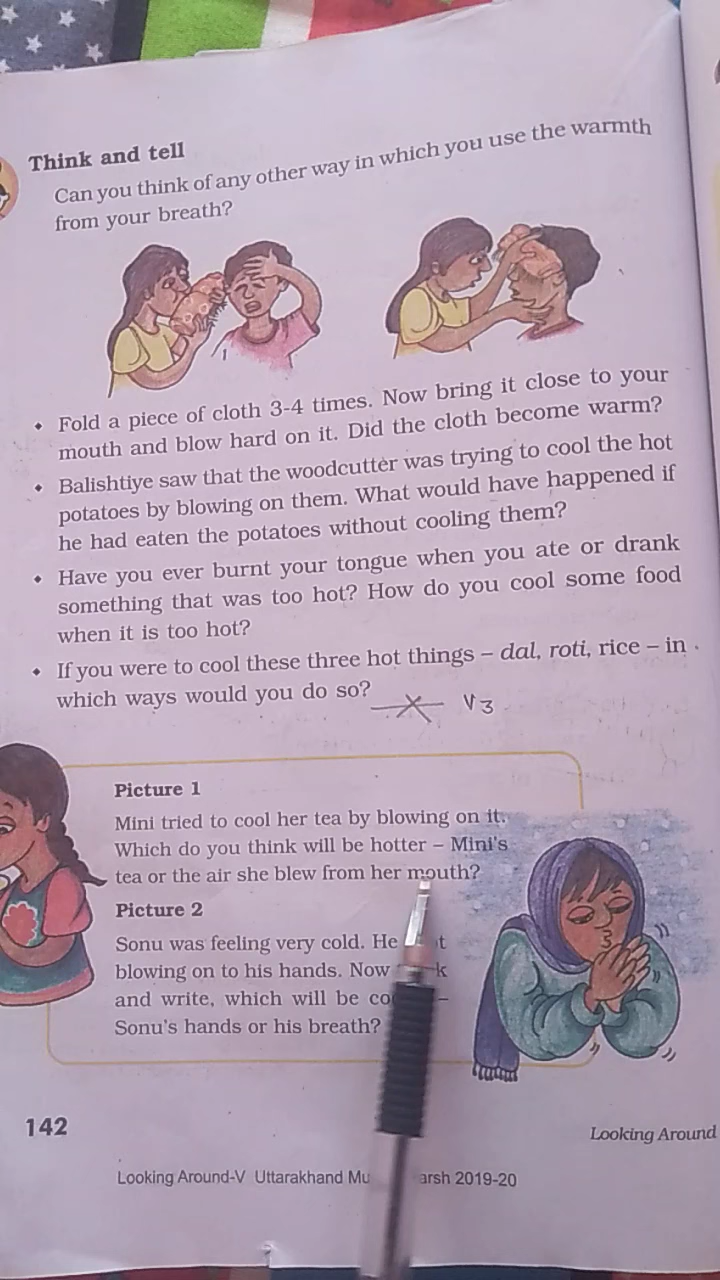 Think and tell
Can you think of any other way in which you use the warmth
from your breath?
• Fold a piece of cloth 3-4 times. Now bring it close to your
mouth and blow hard on it. Did the cloth become warm?
• Balishtiye saw that the woodcutter was trying to cool the hot
potatoes by blowing on them. What would have happened if
he had eaten the potatoes without cooling them?
• Have you ever burnt your tongue when you ate or drank
something that was too hot? How do you cool some food
when it is too hot?
• If you were to cool these three hot things – dal, roti, rice – in
which ways would you do so?
V3
Picture 1
Mini tried to cool her tea by blowing on it.
Which do you think will be hotter – Mini's
tea or the air she blew from her mouth?
Picture 2
Sonu was feeling very cold. He
blowing on to his hands. Now
and write, which will be –
Sonu's hands or his breath?
142
Looking Around
Looking Around-V Uttarakhand 2019-20